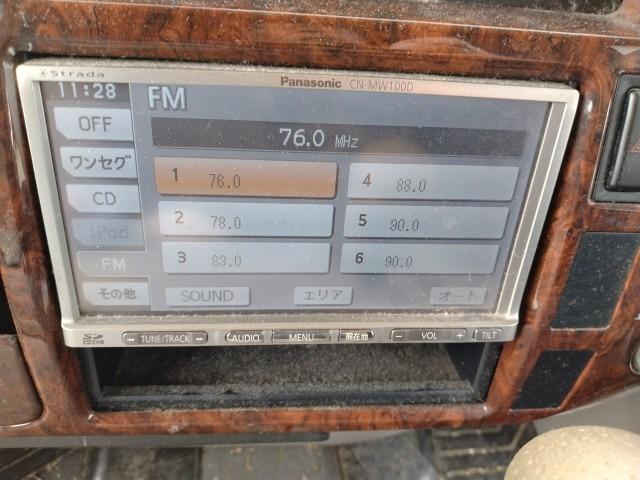 Strada
Panasonic CN-MW100D
11:28 FM
OFF
76.0 MHz
ワンセグ
1 76.0
4 88.0
CD
2 78.0
5 90.0
iPod
3 83.0
6 90.0
FM
その他
SOUND
エリア
オート
SD HC
TUNE/TRACK
AUDIO
MENU
現在地
− VOL +
TILT